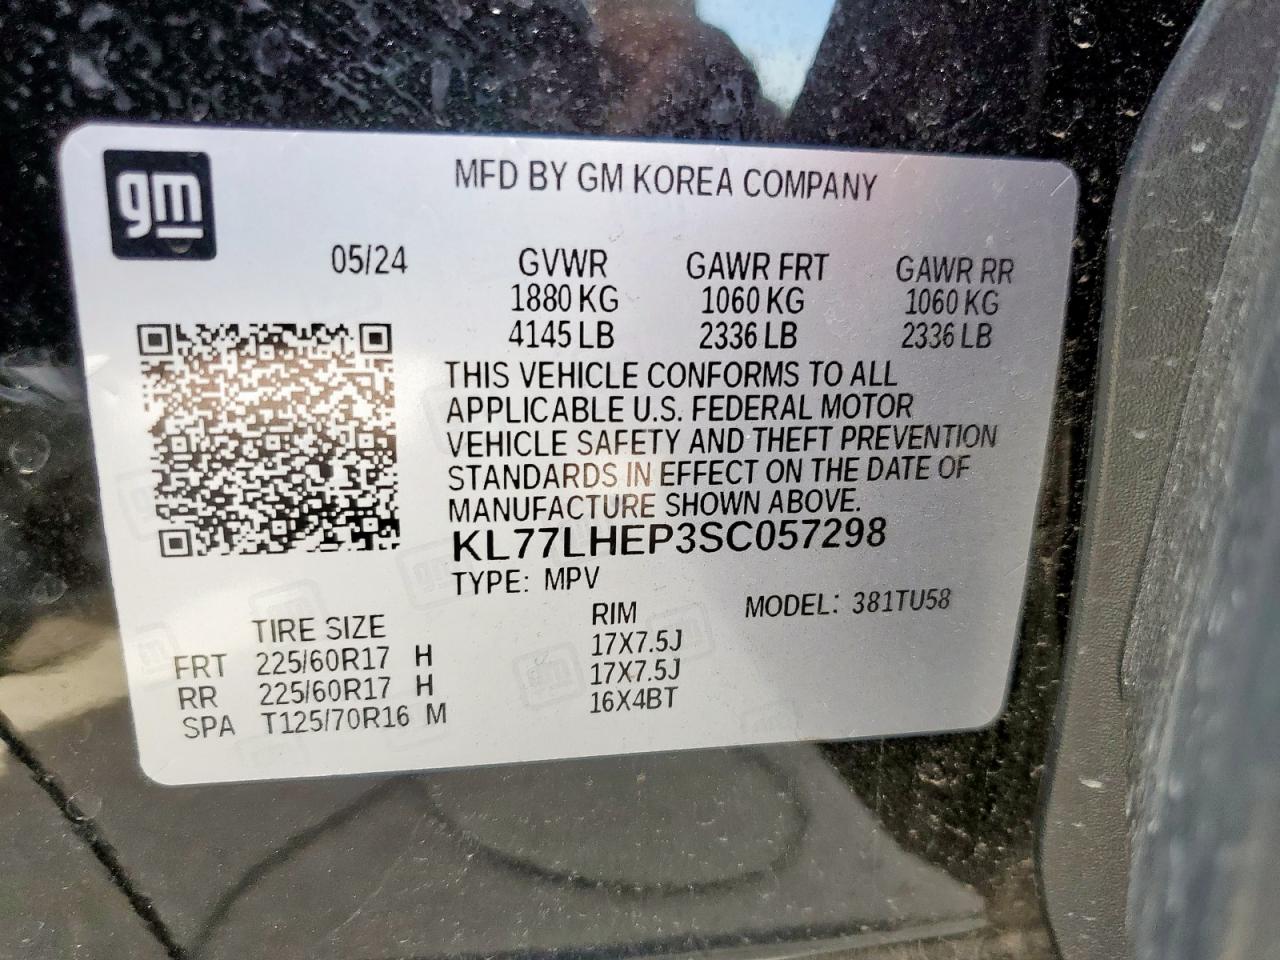 gm
MFD BY GM KOREA COMPANY
05/24 GVWR GAWR FRT GAWR RR
1880 KG 1060 KG 1060 KG
4145 LB 2336 LB 2336 LB
THIS VEHICLE CONFORMS TO ALL
APPLICABLE U.S. FEDERAL MOTOR
VEHICLE SAFETY AND THEFT PREVENTION
STANDARDS IN EFFECT ON THE DATE OF
MANUFACTURE SHOWN ABOVE.
KL77LHEP3SC057298
TYPE: MPV
MODEL: 381TU58
TIRE SIZE RIM
FRT 225/60R17 H 17X7.5J
RR 225/60R17 H 17X7.5J
SPA T125/70R16 M 16X4BT